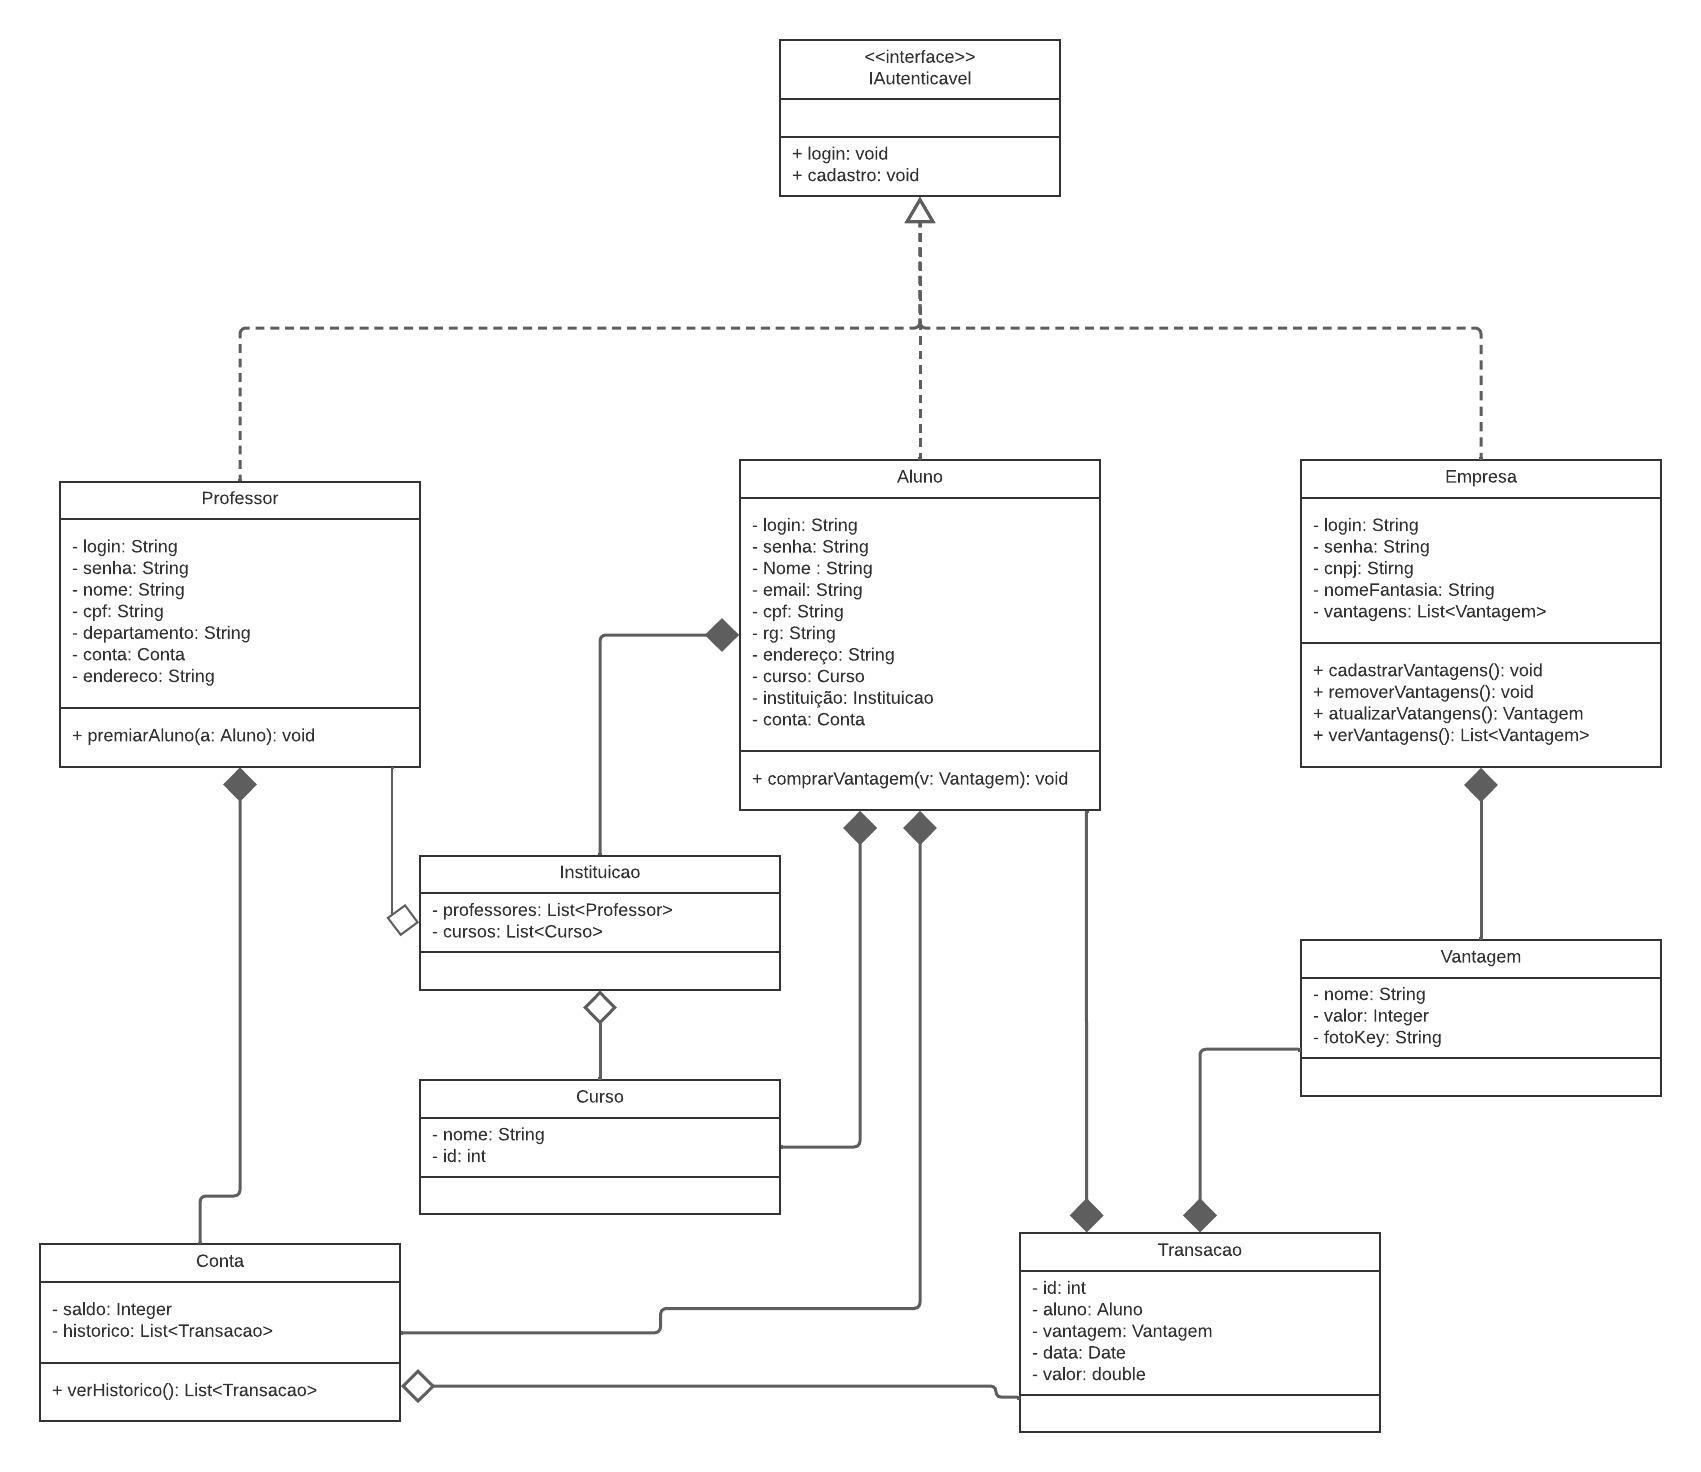 <<interface>>
IAutenticavel
+ login: void
+ cadastro: void
Professor
- login: String
- senha: String
- nome: String
- cpf: String
- departamento: String
- conta: Conta
- endereco: String
+ premiarAluno(a: Aluno): void
Aluno
- login: String
- senha: String
- Nome : String
- email: String
- cpf: String
- rg: String
- endereço: String
- curso: Curso
- instituição: Instituicao
- conta: Conta
+ comprarVantagem(v: Vantagem): void
Empresa
- login: String
- senha: String
- cnpj: Stirng
- nomeFantasia: String
- vantagens: List<Vantagem>
+ cadastrarVantagens(): void
+ removerVantagens(): void
+ atualizarVatangens(): Vantagem
+ verVantagens(): List<Vantagem>
Instituicao
- professores: List<Professor>
- cursos: List<Curso>
Vantagem
- nome: String
- valor: Integer
- fotoKey: String
Curso
- nome: String
- id: int
Conta
- saldo: Integer
- historico: List<Transacao>
+ verHistorico(): List<Transacao>
Transacao
- id: int
- aluno: Aluno
- vantagem: Vantagem
- data: Date
- valor: double